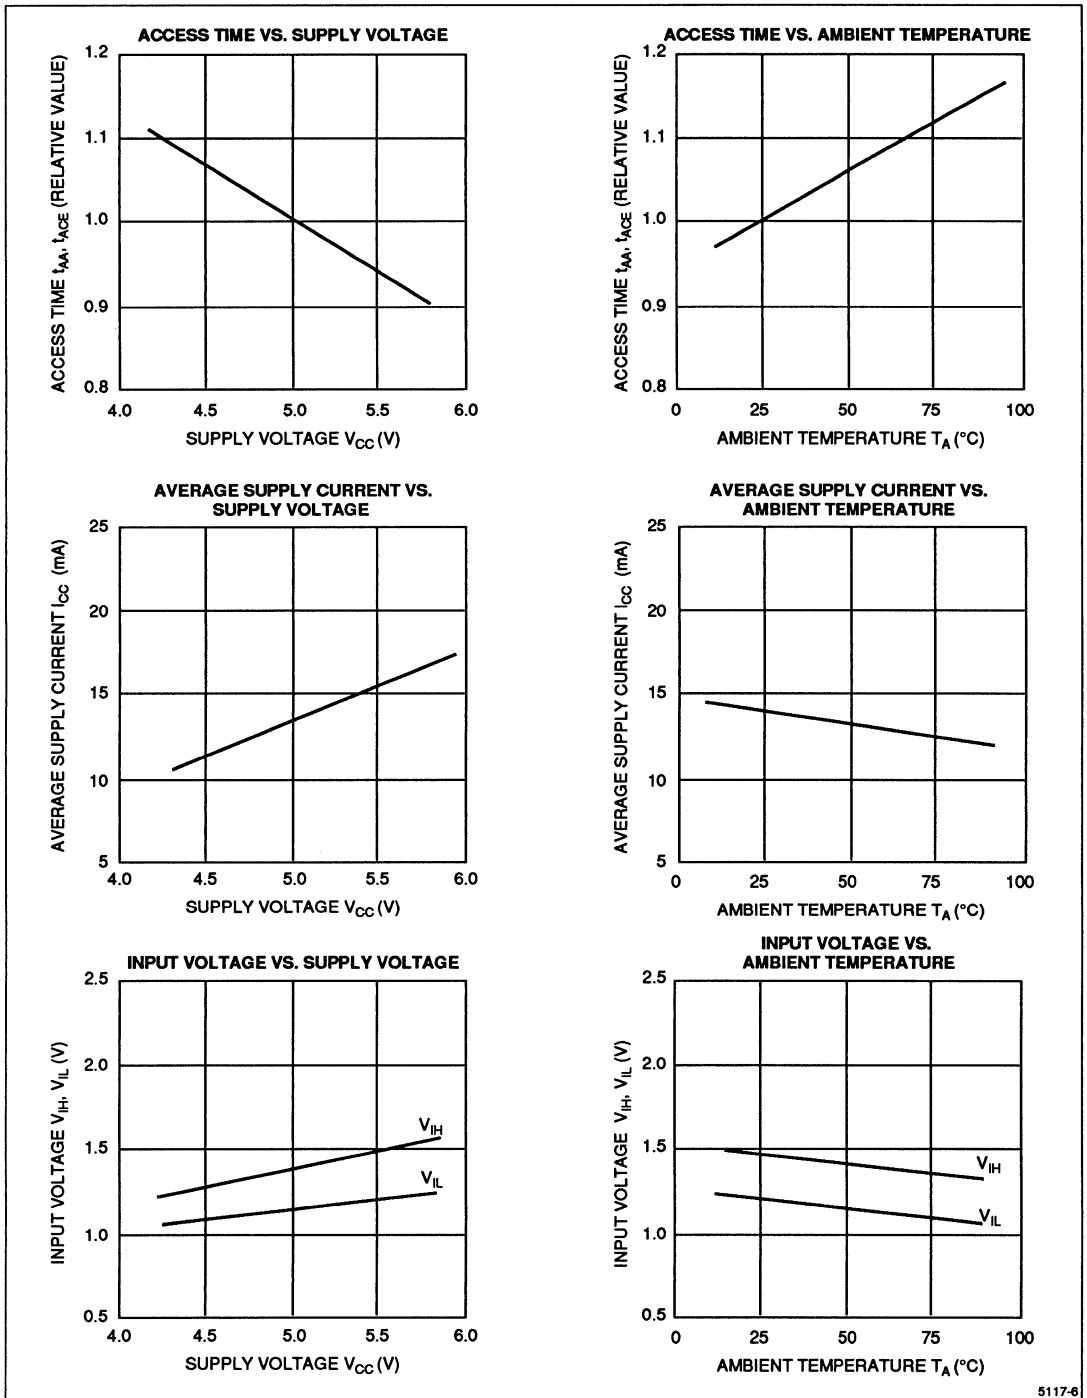 ACCESS TIME VS. SUPPLY VOLTAGE
ACCESS TIME tAA, tACE (RELATIVE VALUE)
1.2
1.1
1.0
0.9
0.8
4.0 4.5 5.0 5.5 6.0
SUPPLY VOLTAGE VCC (V)
ACCESS TIME VS. AMBIENT TEMPERATURE
ACCESS TIME tAA, tACE (RELATIVE VALUE)
1.2
1.1
1.0
0.9
0.8
0 25 50 75 100
AMBIENT TEMPERATURE TA (°C)
AVERAGE SUPPLY CURRENT VS.
SUPPLY VOLTAGE
AVERAGE SUPPLY CURRENT ICC (mA)
25
20
15
10
5
4.0 4.5 5.0 5.5 6.0
SUPPLY VOLTAGE VCC (V)
AVERAGE SUPPLY CURRENT VS.
AMBIENT TEMPERATURE
AVERAGE SUPPLY CURRENT ICC (mA)
25
20
15
10
5
0 25 50 75 100
AMBIENT TEMPERATURE TA (°C)
INPUT VOLTAGE VS. SUPPLY VOLTAGE
INPUT VOLTAGE VIH, VIL (V)
2.5
2.0
1.5
1.0
0.5
VIH
VIL
4.0 4.5 5.0 5.5 6.0
SUPPLY VOLTAGE VCC (V)
INPUT VOLTAGE VS.
AMBIENT TEMPERATURE
INPUT VOLTAGE VIH, VIL (V)
2.5
2.0
1.5
1.0
0.5
VIH
VIL
0 25 50 75 100
AMBIENT TEMPERATURE TA (°C)
5117-6